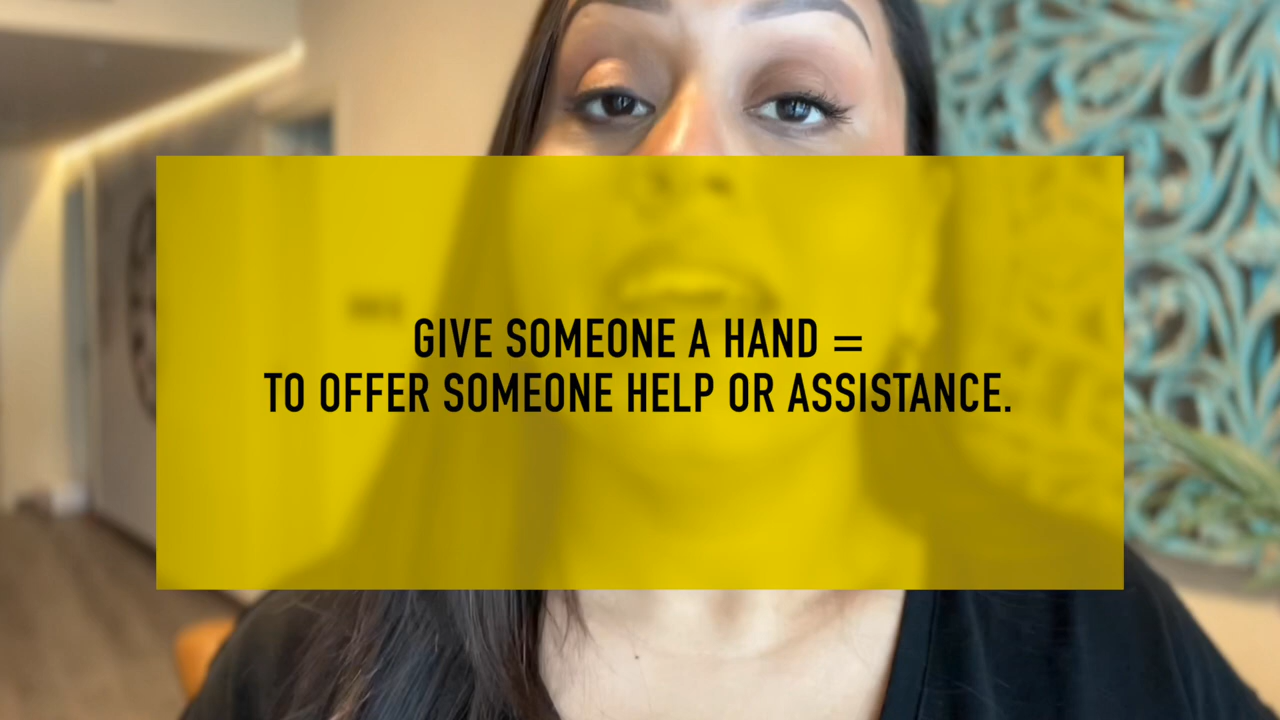 GIVE SOMEONE A HAND =
TO OFFER SOMEONE HELP OR ASSISTANCE.